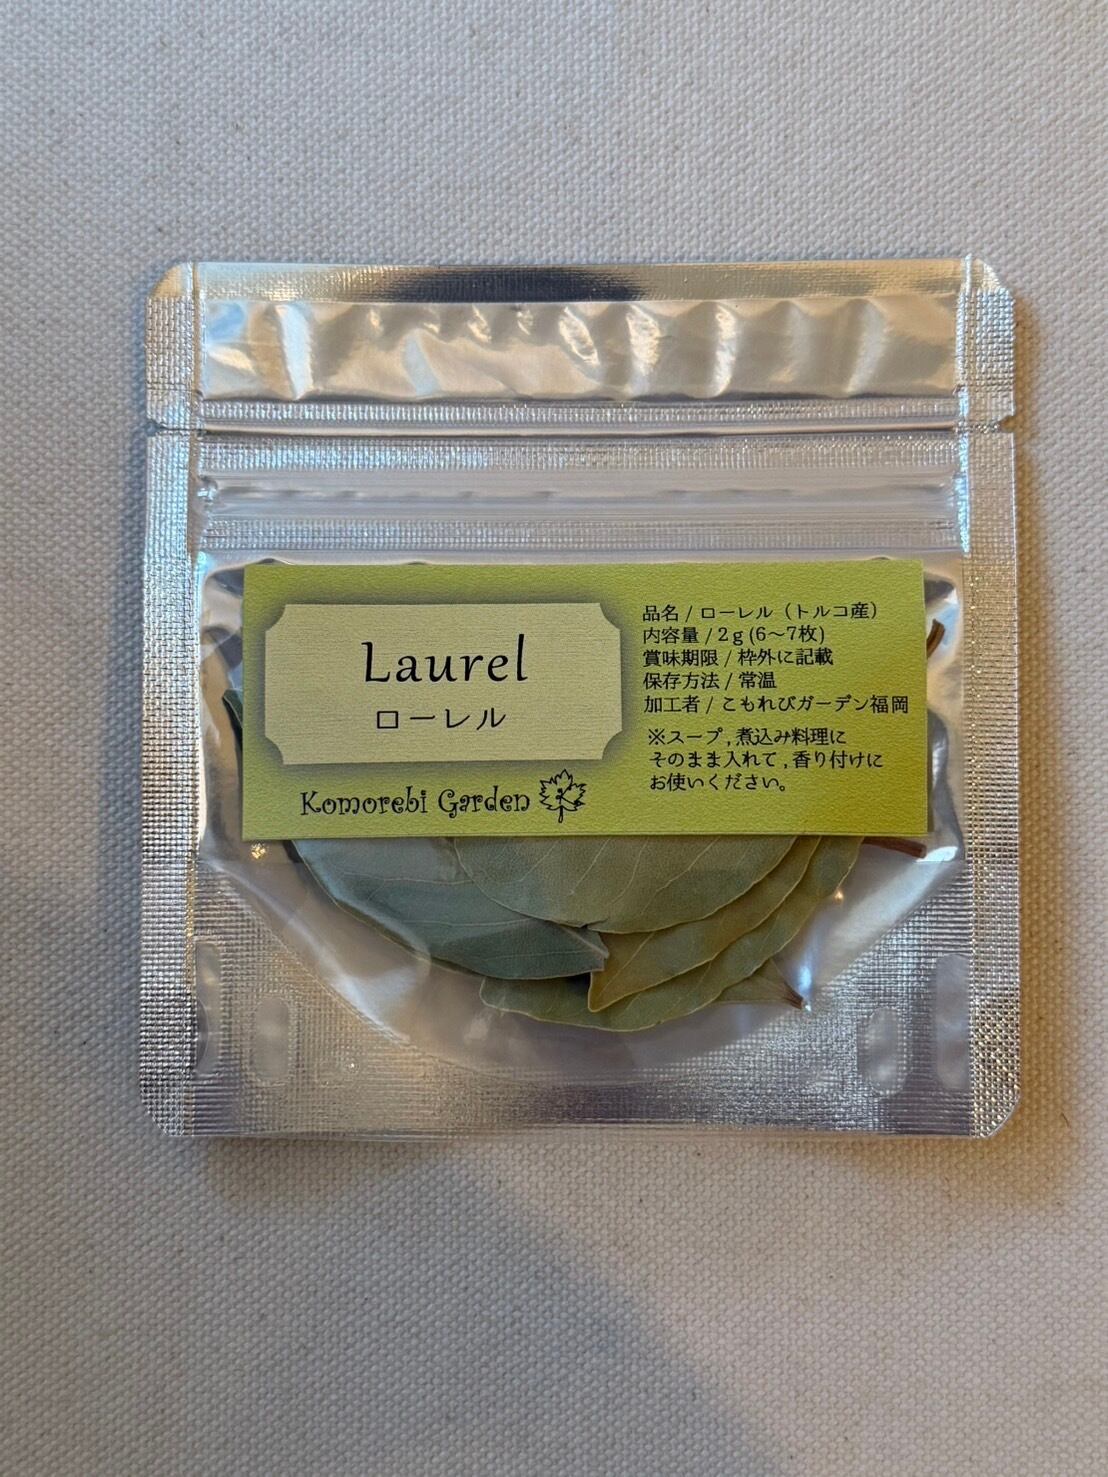 Laurel
ローレル
Komorebi Garden
品名 / ローレル（トルコ産）
内容量 / 2g (6～7枚)
賞味期限 / 枠外に記載
保存方法 / 常温
加工者 / こもれびガーデン福岡
※スープ , 煮込み料理に
そのまま入れて , 香り付けに
お使いください。